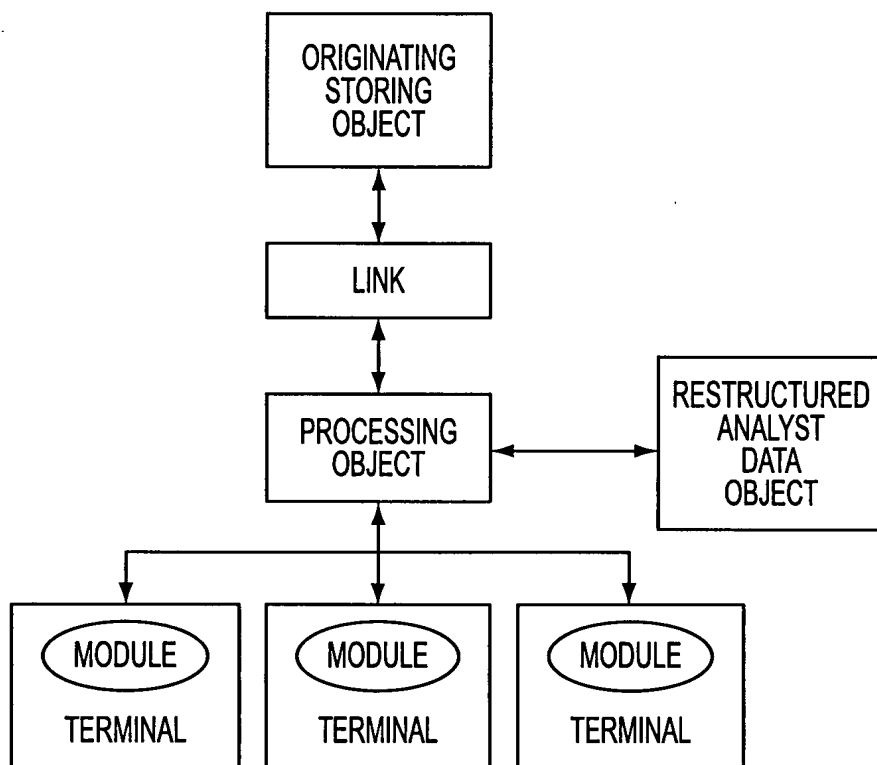 ORIGINATING
STORING
OBJECT
LINK
PROCESSING
OBJECT
RESTRUCTURED
ANALYST
DATA
OBJECT
MODULE
TERMINAL
MODULE
TERMINAL
MODULE
TERMINAL